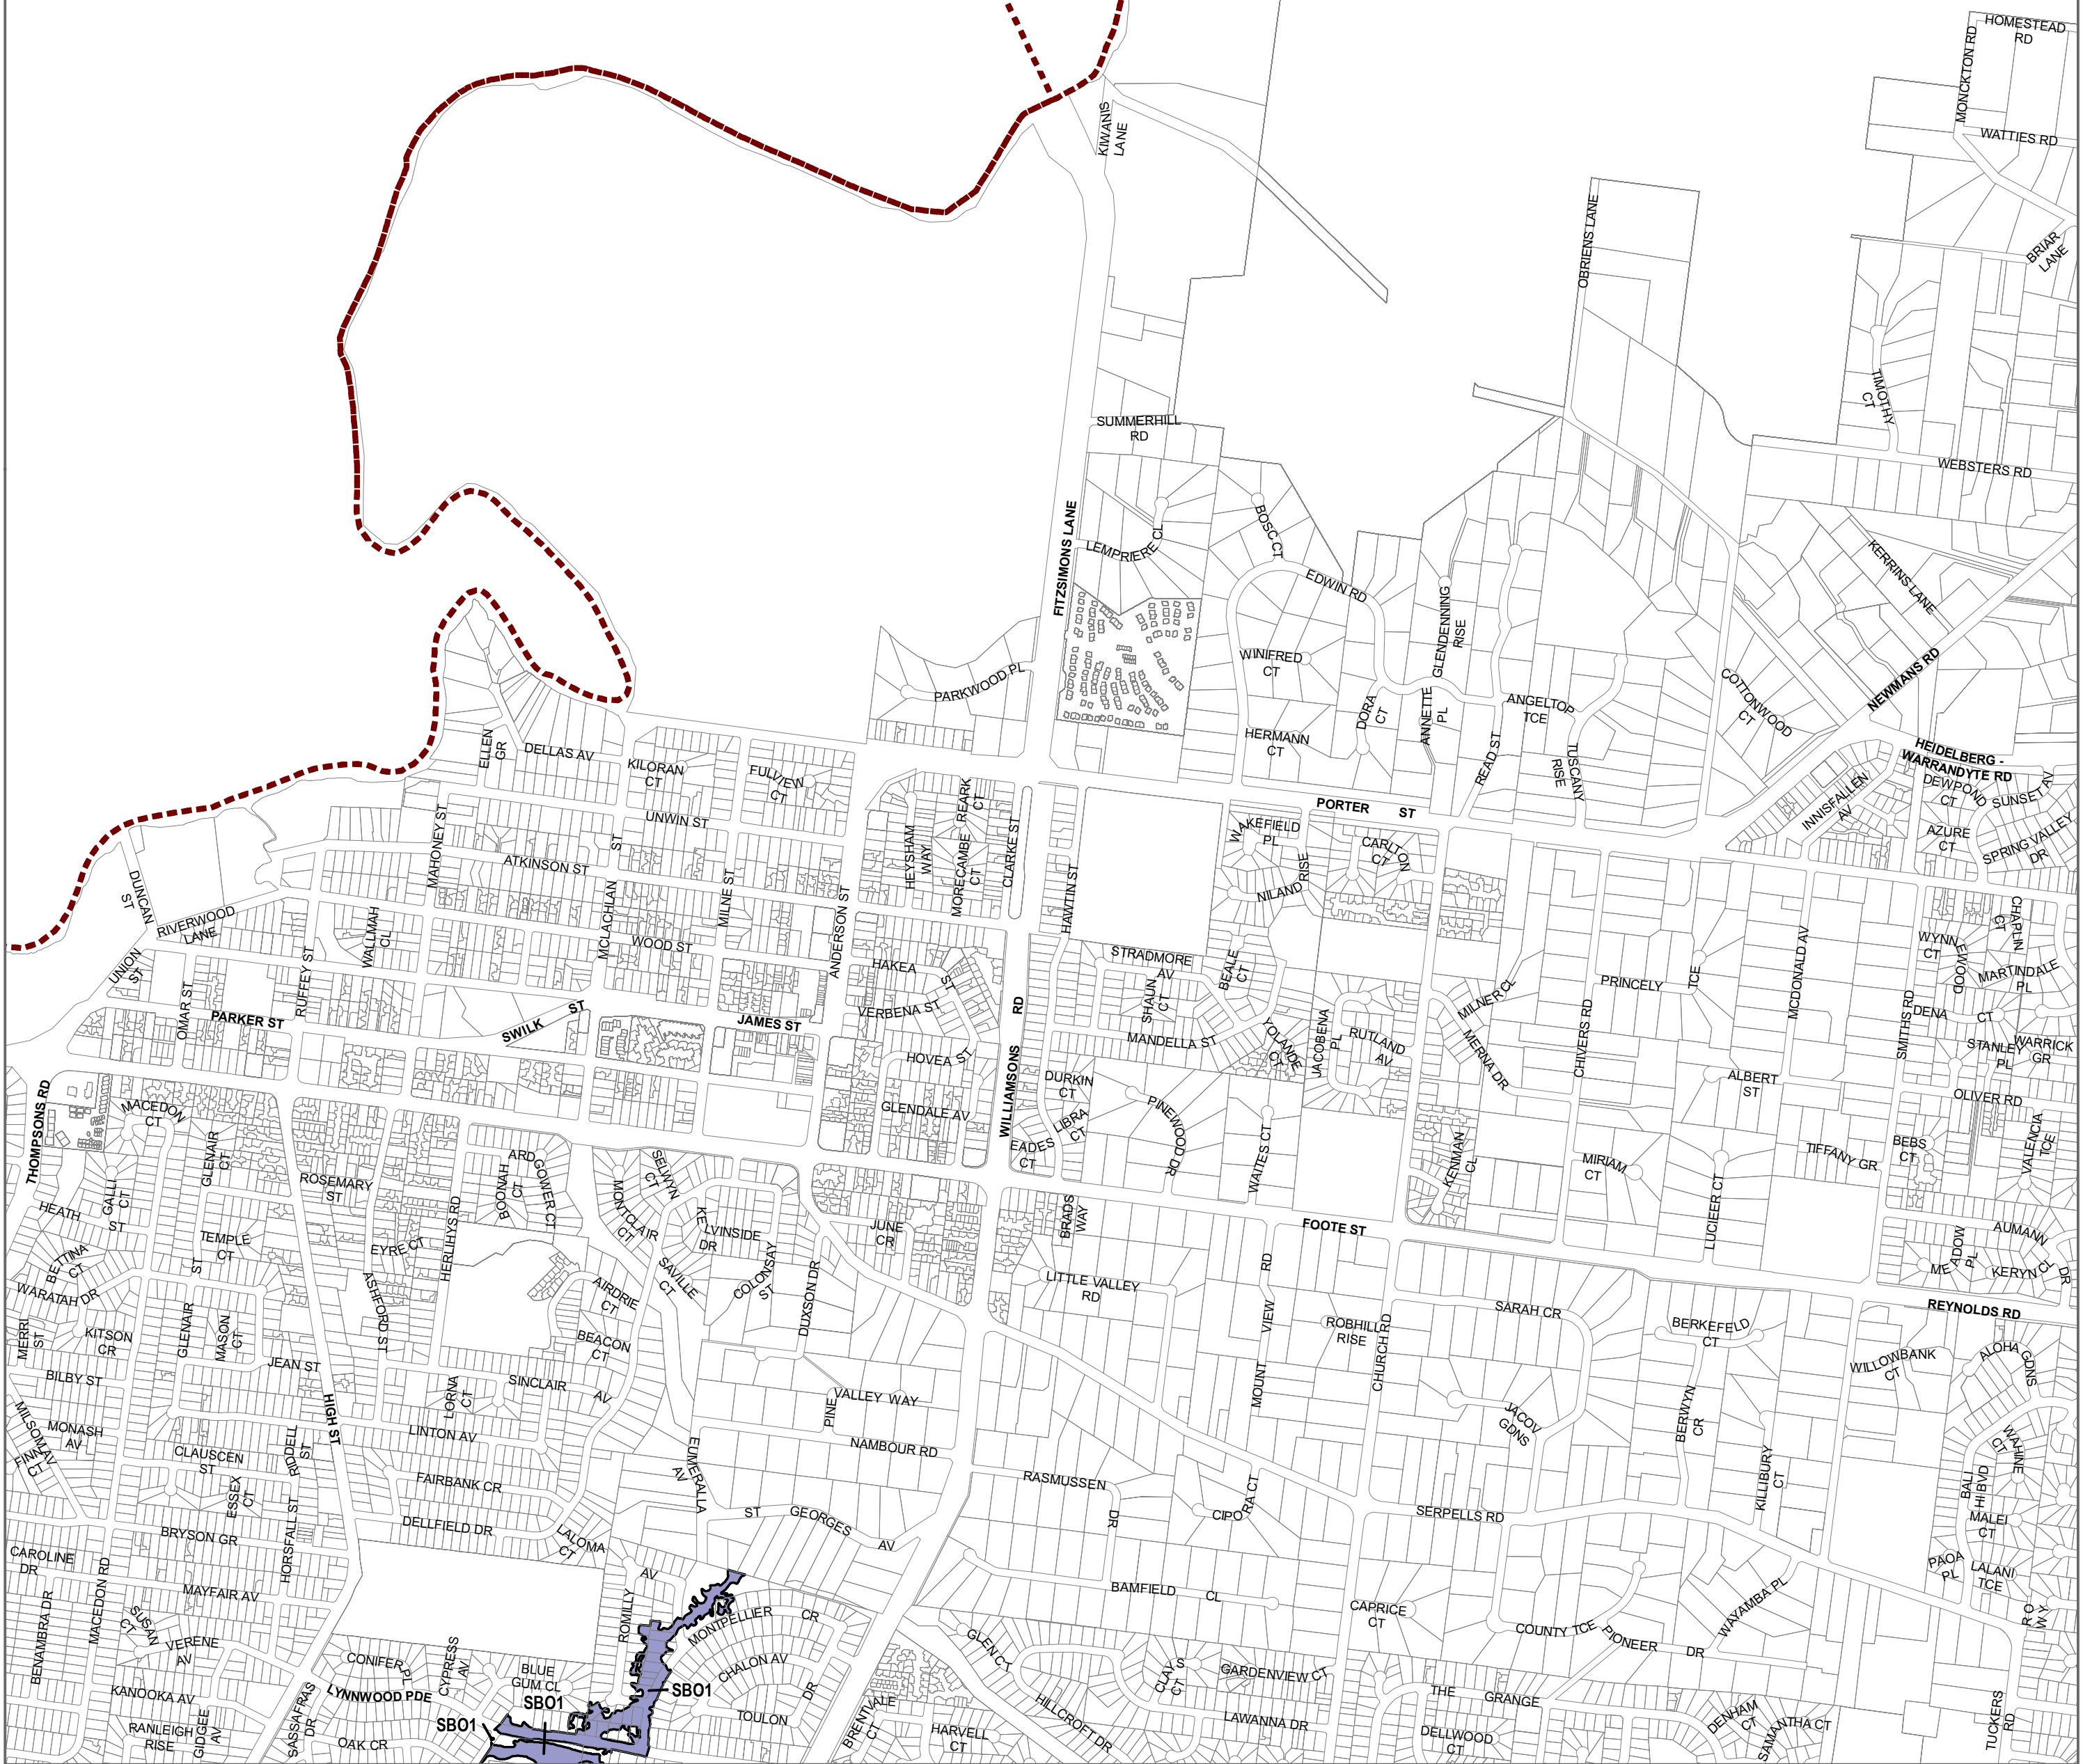 HOMESTEAD
RD
MONCKTON RD
WATTIES RD
BRIAR
LANE
KIWANIS
LANE
OBRIENS LANE
TIMOTHY
CT
WEBSTERS RD
SUMMERHILL
RD
FITZSIMONS LANE
LEMPRIERE CL
BOSC CT
EDWIN RD
GLENDENNING
RISE
KERRINS LANE
NEWMANS RD
WINIFRED
CT
PARKWOOD PL
DORA
CT
ANNETTE
PL
ANGELTOP
TCE
COTTONWOOD
CT
HERMANN
CT
READ ST
TUSCANY
RISE
HEIDELBERG -
WARRANDYTE RD
ELLEN
GR
DELLAS AV
KILORAN
CT
FULVIEW
CT
DEWPOND
CT
SUNSET AV
INNISFALLEN
AV
AZURE
CT
SPRING VALLEY
DR
PORTER ST
WAKEFIELD
PL
CARLTON
CT
NILAND RISE
MAHONEY ST
UNWIN ST
ATKINSON ST
MCLACHLAN ST
MILNE ST
ANDERSON ST
HEYSHAM
WAY
MORECAMBE
CT
REARK
CT
CLARKE ST
HAWTIN ST
DUNCAN
ST
RIVERWOOD
LANE
UNION
ST
OMAR ST
RUFFEY ST
WALLMAH
CL
WOOD ST
HAKEA ST
VERBENA ST
HOVEA ST
GLENDALE AV
PARKER ST
SWILK ST
JAMES ST
WILLIAMSONS RD
STRADMORE
AV
SHAUN
CT
BEALE
CT
MANDELLA ST
YOLANDE
CT
JACOBENA
PL
RUTLAND
AV
MILNER CL
MERNA DR
CHIVERS RD
PRINCELY TCE
MCDONALD AV
SMITHS RD
WYNN
CT
ELWOOD
CHAPLIN
CT
MARTINDALE
PL
DENA CT
STANLEY
PL
WARRICK
GR
OLIVER RD
VALENCIA
TCE
ALBERT
ST
DURKIN
CT
LIBRA
CT
EADES
CT
PINEWOOD DR
WAITES CT
KENMAN
CL
MIRIAM
CT
LUCIEER CT
TIFFANY GR
BEBS
CT
AUMANN
DR
MEADOW
PL
KERYN CL
THOMPSONS RD
MACEDON
CT
GLENAIR
CT
GALLI
CT
HEATH
ST
ROSEMARY
ST
ARDGOWER CT
BOONAH
CT
HERLIHYS RD
MONTCLAIR
CT
SELWYN
CT
KELVINSIDE
DR
SAVILLE
CT
COLONSAY
ST
JUNE
CR
DUXSON DR
BRADS
WAY
FOOTE ST
LITTLE VALLEY
RD
MOUNT VIEW RD
ROBHILL
RISE
CHURCH RD
SARAH CR
BERKEFELD
CT
REYNOLDS RD
WILLOWBANK
CT
ALOHA GDNS
BETTINA
CT
WARATAH DR
TEMPLE
CT
EYRE CT
ASHFORD ST
AIRDRIE
CT
BEACON
CT
MERRI
ST
KITSON
CR
GLENAIR ST
MASON
CT
JEAN ST
HIGH ST
LORNA
CT
SINCLAIR AV
PINE VALLEY WAY
NAMBOUR RD
BILBY ST
MILSOM AV
MONASH
AV
FINN
CT
CLAUSCEN
ST
RIDDELL
ST
ESSEX
CT
LINTON AV
FAIRBANK CR
DELLFIELD DR
LALOMA
CT
EUMERALLA
AV
ST GEORGES AV
RASMUSSEN DR
CIPORA CT
JACOV
GDNS
BERWYN
CR
KILLIBURY
CT
SERPELLS RD
WAHINE
CT
BALI
HI BVD
MALEI
CT
PAOA
PL
LALANI
TCE
BRYSON GR
HORSFALL ST
CAROLINE
DR
MACEDON RD
BENAMBRA DR
MAYFAIR AV
SUSAN
CT
VERENE
AV
KANOOKA AV
RANLEIGH
RISE
GIDGEE
AV
SASSAFRAS
DR
CONIFER PL
LYNNWOOD PDE
CYPRESS
AV
BLUE
GUM CL
OAK CR
ROMILLY AV
MONTPELLIER CR
CHALON AV
TOULON DR
SBO1
SBO1
SBO1
BAMFIELD CL
GLEN CT
CLAYS
CT
GARDENVIEW CT
HILLCROFT DR
BRENTVALE
CT
HARVELL
CT
LAWANNA DR
CAPRICE
CT
COUNTY TCE
PIONEER DR
WAYAMBA PL
THE GRANGE
DELLWOOD
CT
DENHAM
CT
SAMANTHA CT
TUCKERS
RD